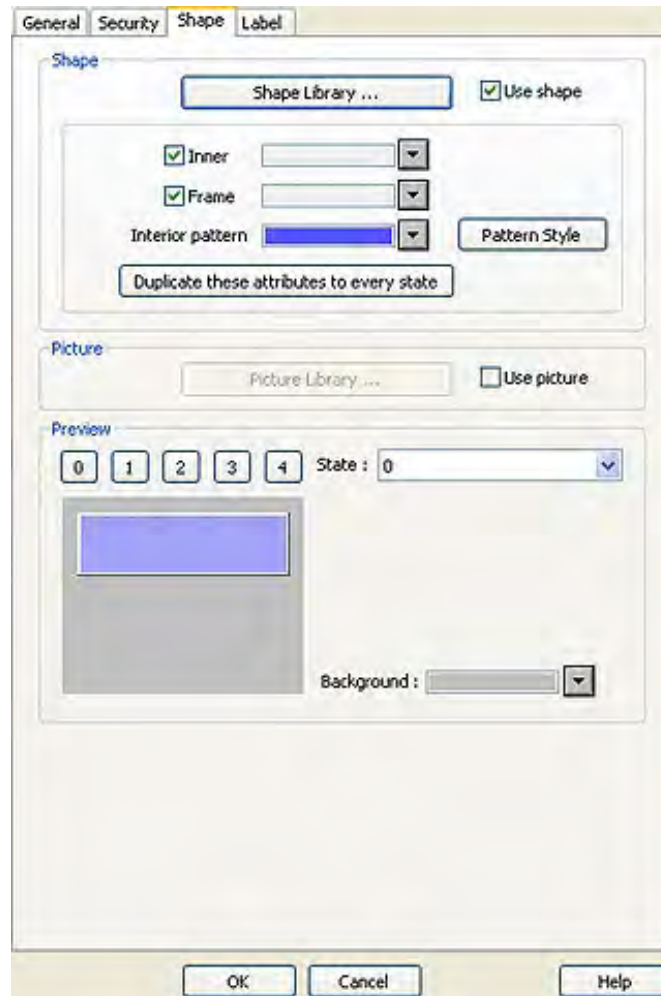 General Security Shape Label
Shape
Shape Library ... Use shape
Inner
Frame
Interior pattern Pattern Style
Duplicate these attributes to every state
Picture
Picture Library ... Use picture
Preview
0 1 2 3 4 State : 0
Background :
OK Cancel Help